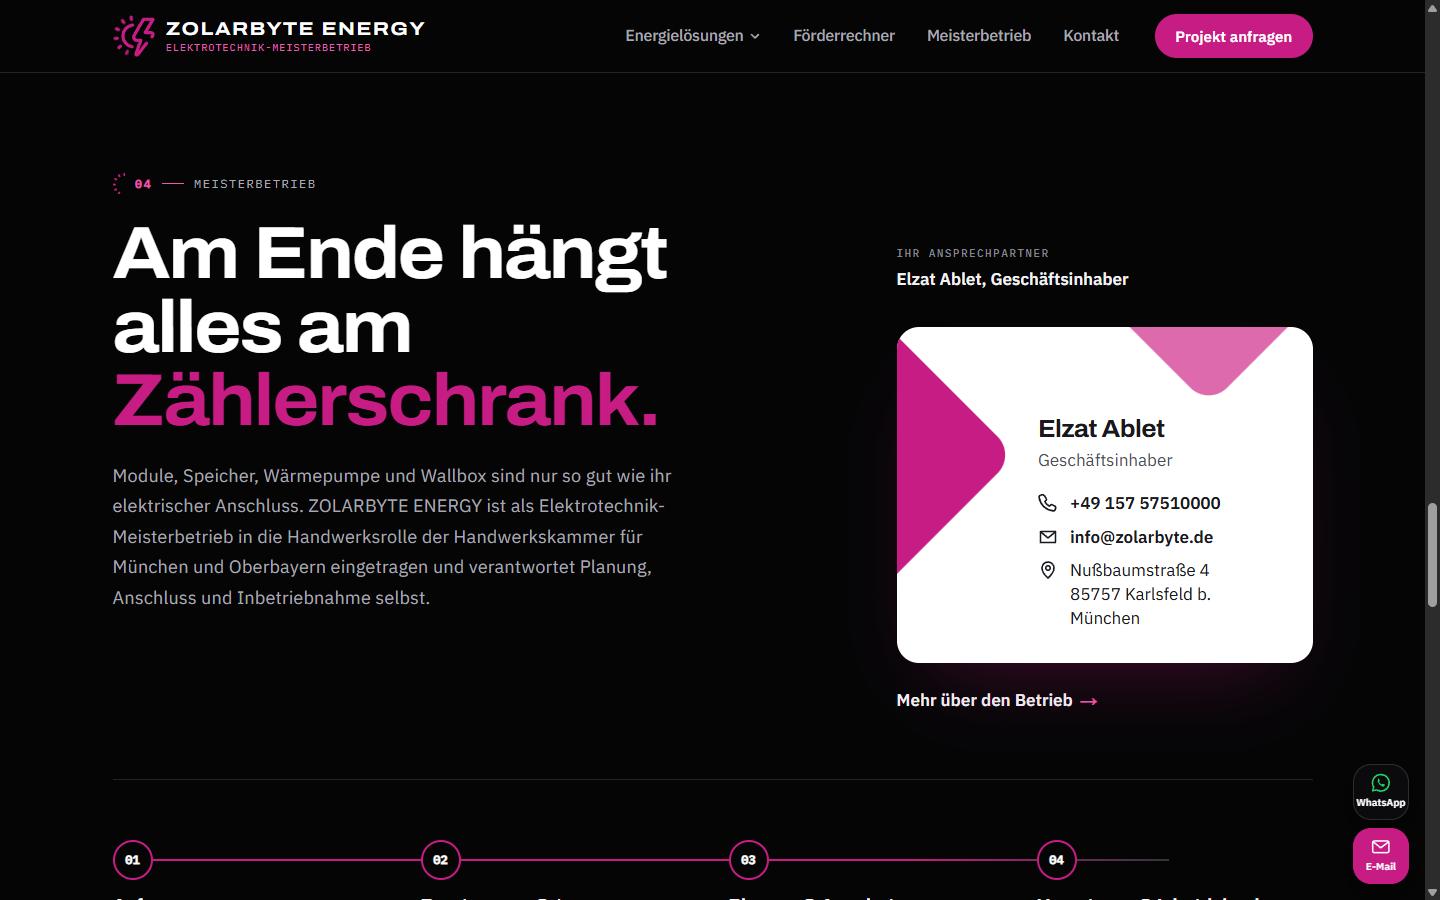 ZOLARBYTE ENERGY
ELEKTROTECHNIK-MEISTERBETRIEB
Energielösungen
Förderrechner
Meisterbetrieb
Kontakt
Projekt anfragen
04
MEISTERBETRIEB
Am Ende hängt
alles am
Zählerschrank.
Module, Speicher, Wärmepumpe und Wallbox sind nur so gut wie ihr
elektrischer Anschluss. ZOLARBYTE ENERGY ist als Elektrotechnik-
Meisterbetrieb in die Handwerksrolle der Handwerkskammer für
München und Oberbayern eingetragen und verantwortet Planung,
Anschluss und Inbetriebnahme selbst.
IHR ANSPRECHPARTNER
Elzat Ablet, Geschäftsinhaber
Elzat Ablet
Geschäftsinhaber
+49 157 57510000
info@zolarbyte.de
Nußbaumstraße 4
85757 Karlsfeld b.
München
Mehr über den Betrieb →
WhatsApp
E-Mail
01
02
03
04